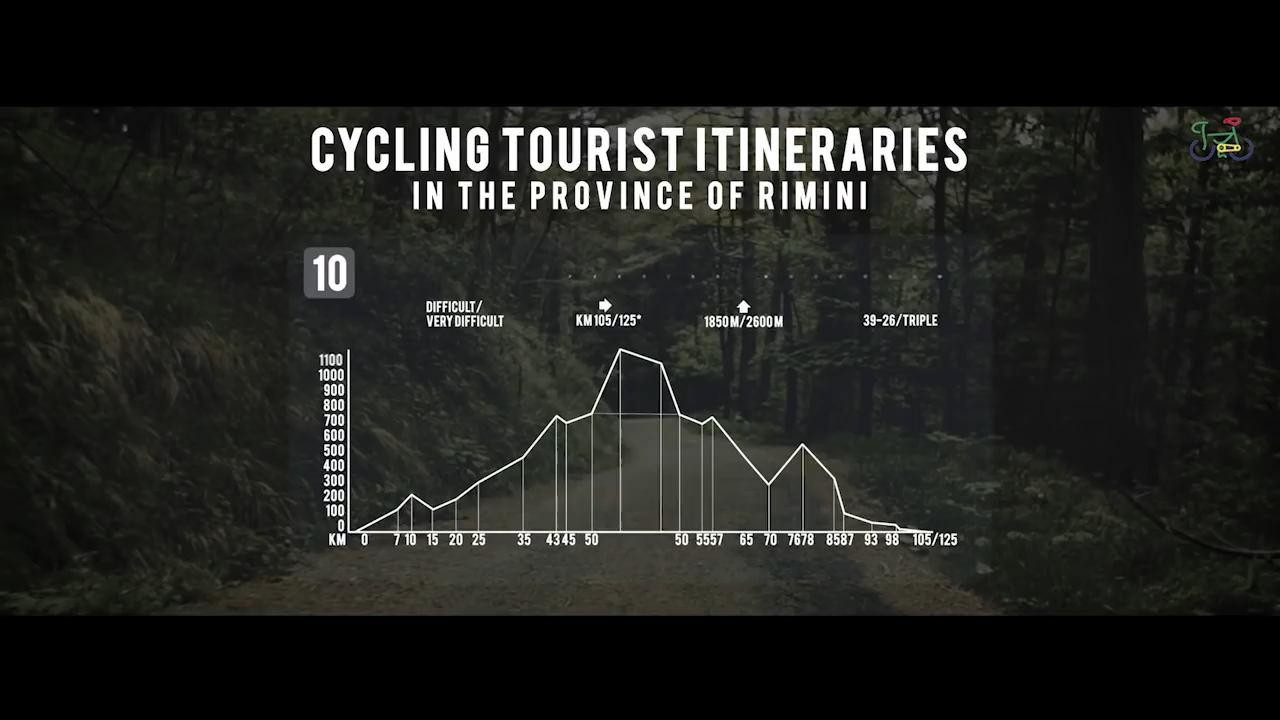 CYCLING TOURIST ITINERARIES
IN THE PROVINCE OF RIMINI
10
DIFFICULT/
VERY DIFFICULT
KM 105/125*
1850 M/2600 M
39-26/TRIPLE
1100
1000
900
800
700
600
500
400
300
200
100
0
KM 0 7 10 15 20 25 35 43 45 50 50 55 57 65 70 76 78 85 87 93 98 105/125